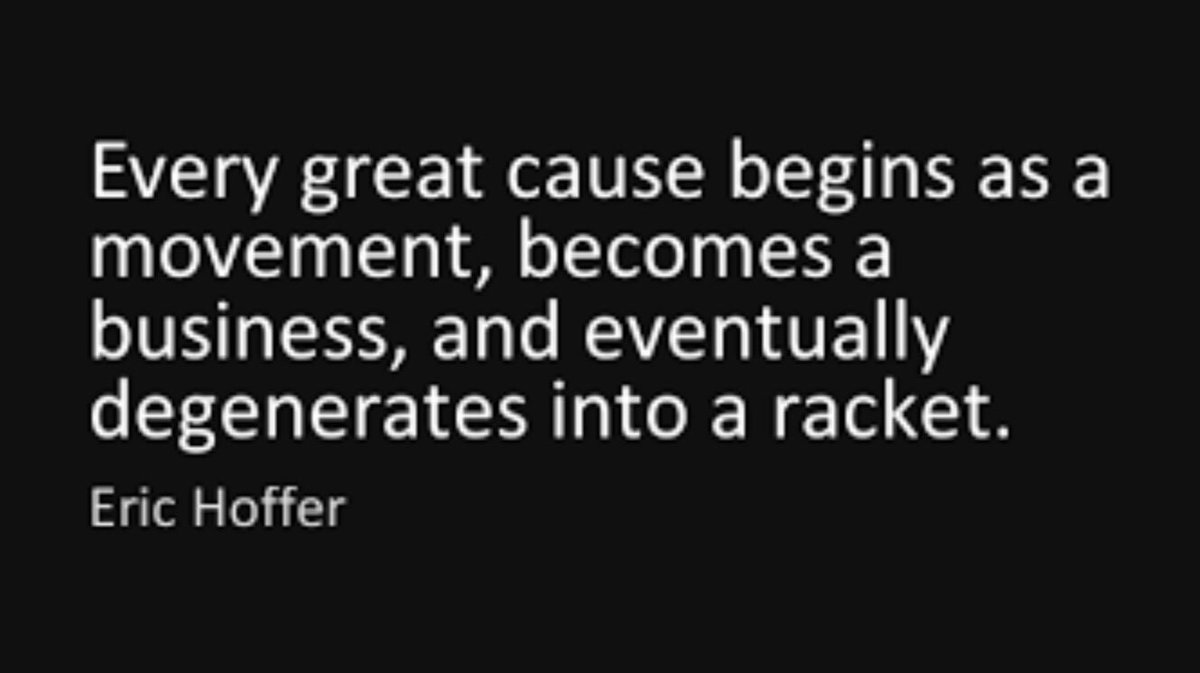 Every great cause begins as a
movement, becomes a
business, and eventually
degenerates into a racket.
Eric Hoffer